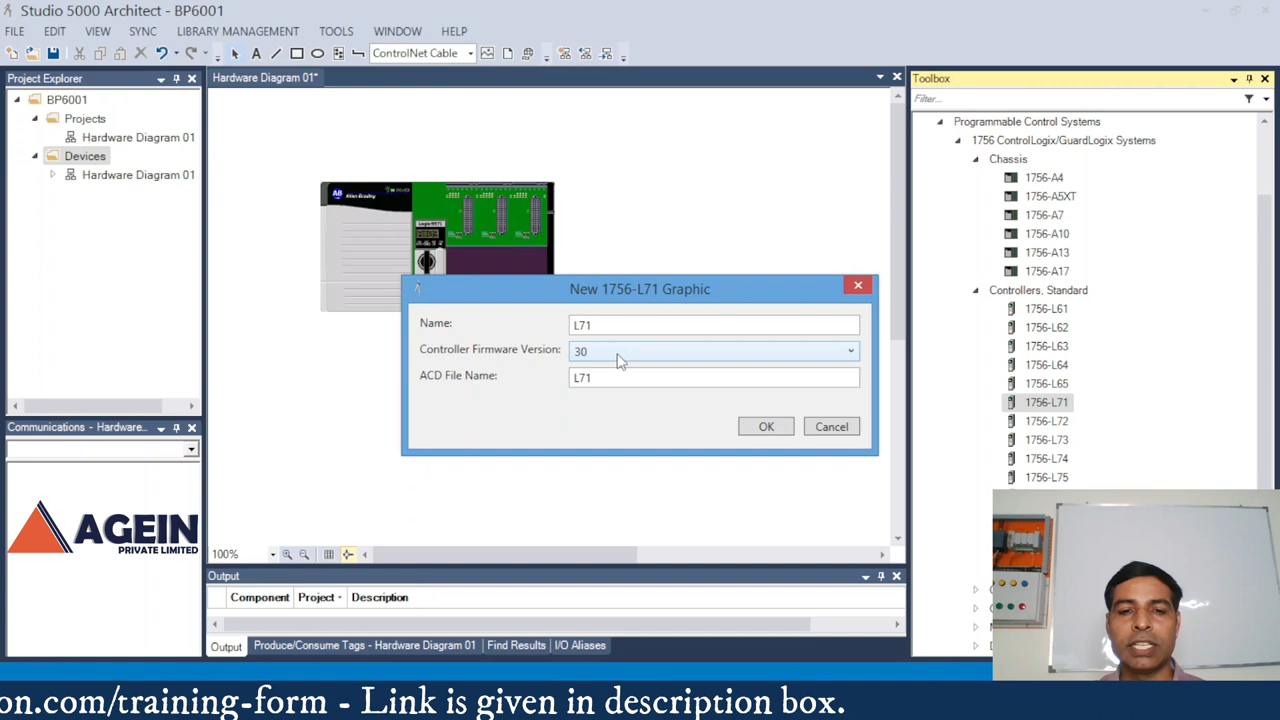 Studio 5000 Architect - BP6001
FILE EDIT VIEW SYNC LIBRARY MANAGEMENT TOOLS WINDOW HELP
ControlNet Cable
Project Explorer
BP6001
Projects
Hardware Diagram 01
Devices
Hardware Diagram 01
Communications - Hardware...
AGEIN
PRIVATE LIMITED
Hardware Diagram 01*
AB Allen-Bradley
New 1756-L71 Graphic
Name: L71
Controller Firmware Version: 30
ACD File Name: L71
OK Cancel
100%
Output
Component Project Description
Output Produce/Consume Tags - Hardware Diagram 01 Find Results I/O Aliases
Toolbox
Filter...
Programmable Control Systems
1756 ControlLogix/GuardLogix Systems
Chassis
1756-A4
1756-A5XT
1756-A7
1756-A10
1756-A13
1756-A17
Controllers, Standard
1756-L61
1756-L62
1756-L63
1756-L64
1756-L65
1756-L71
1756-L72
1756-L73
1756-L74
1756-L75
on.com/training-form - Link is given in description box.